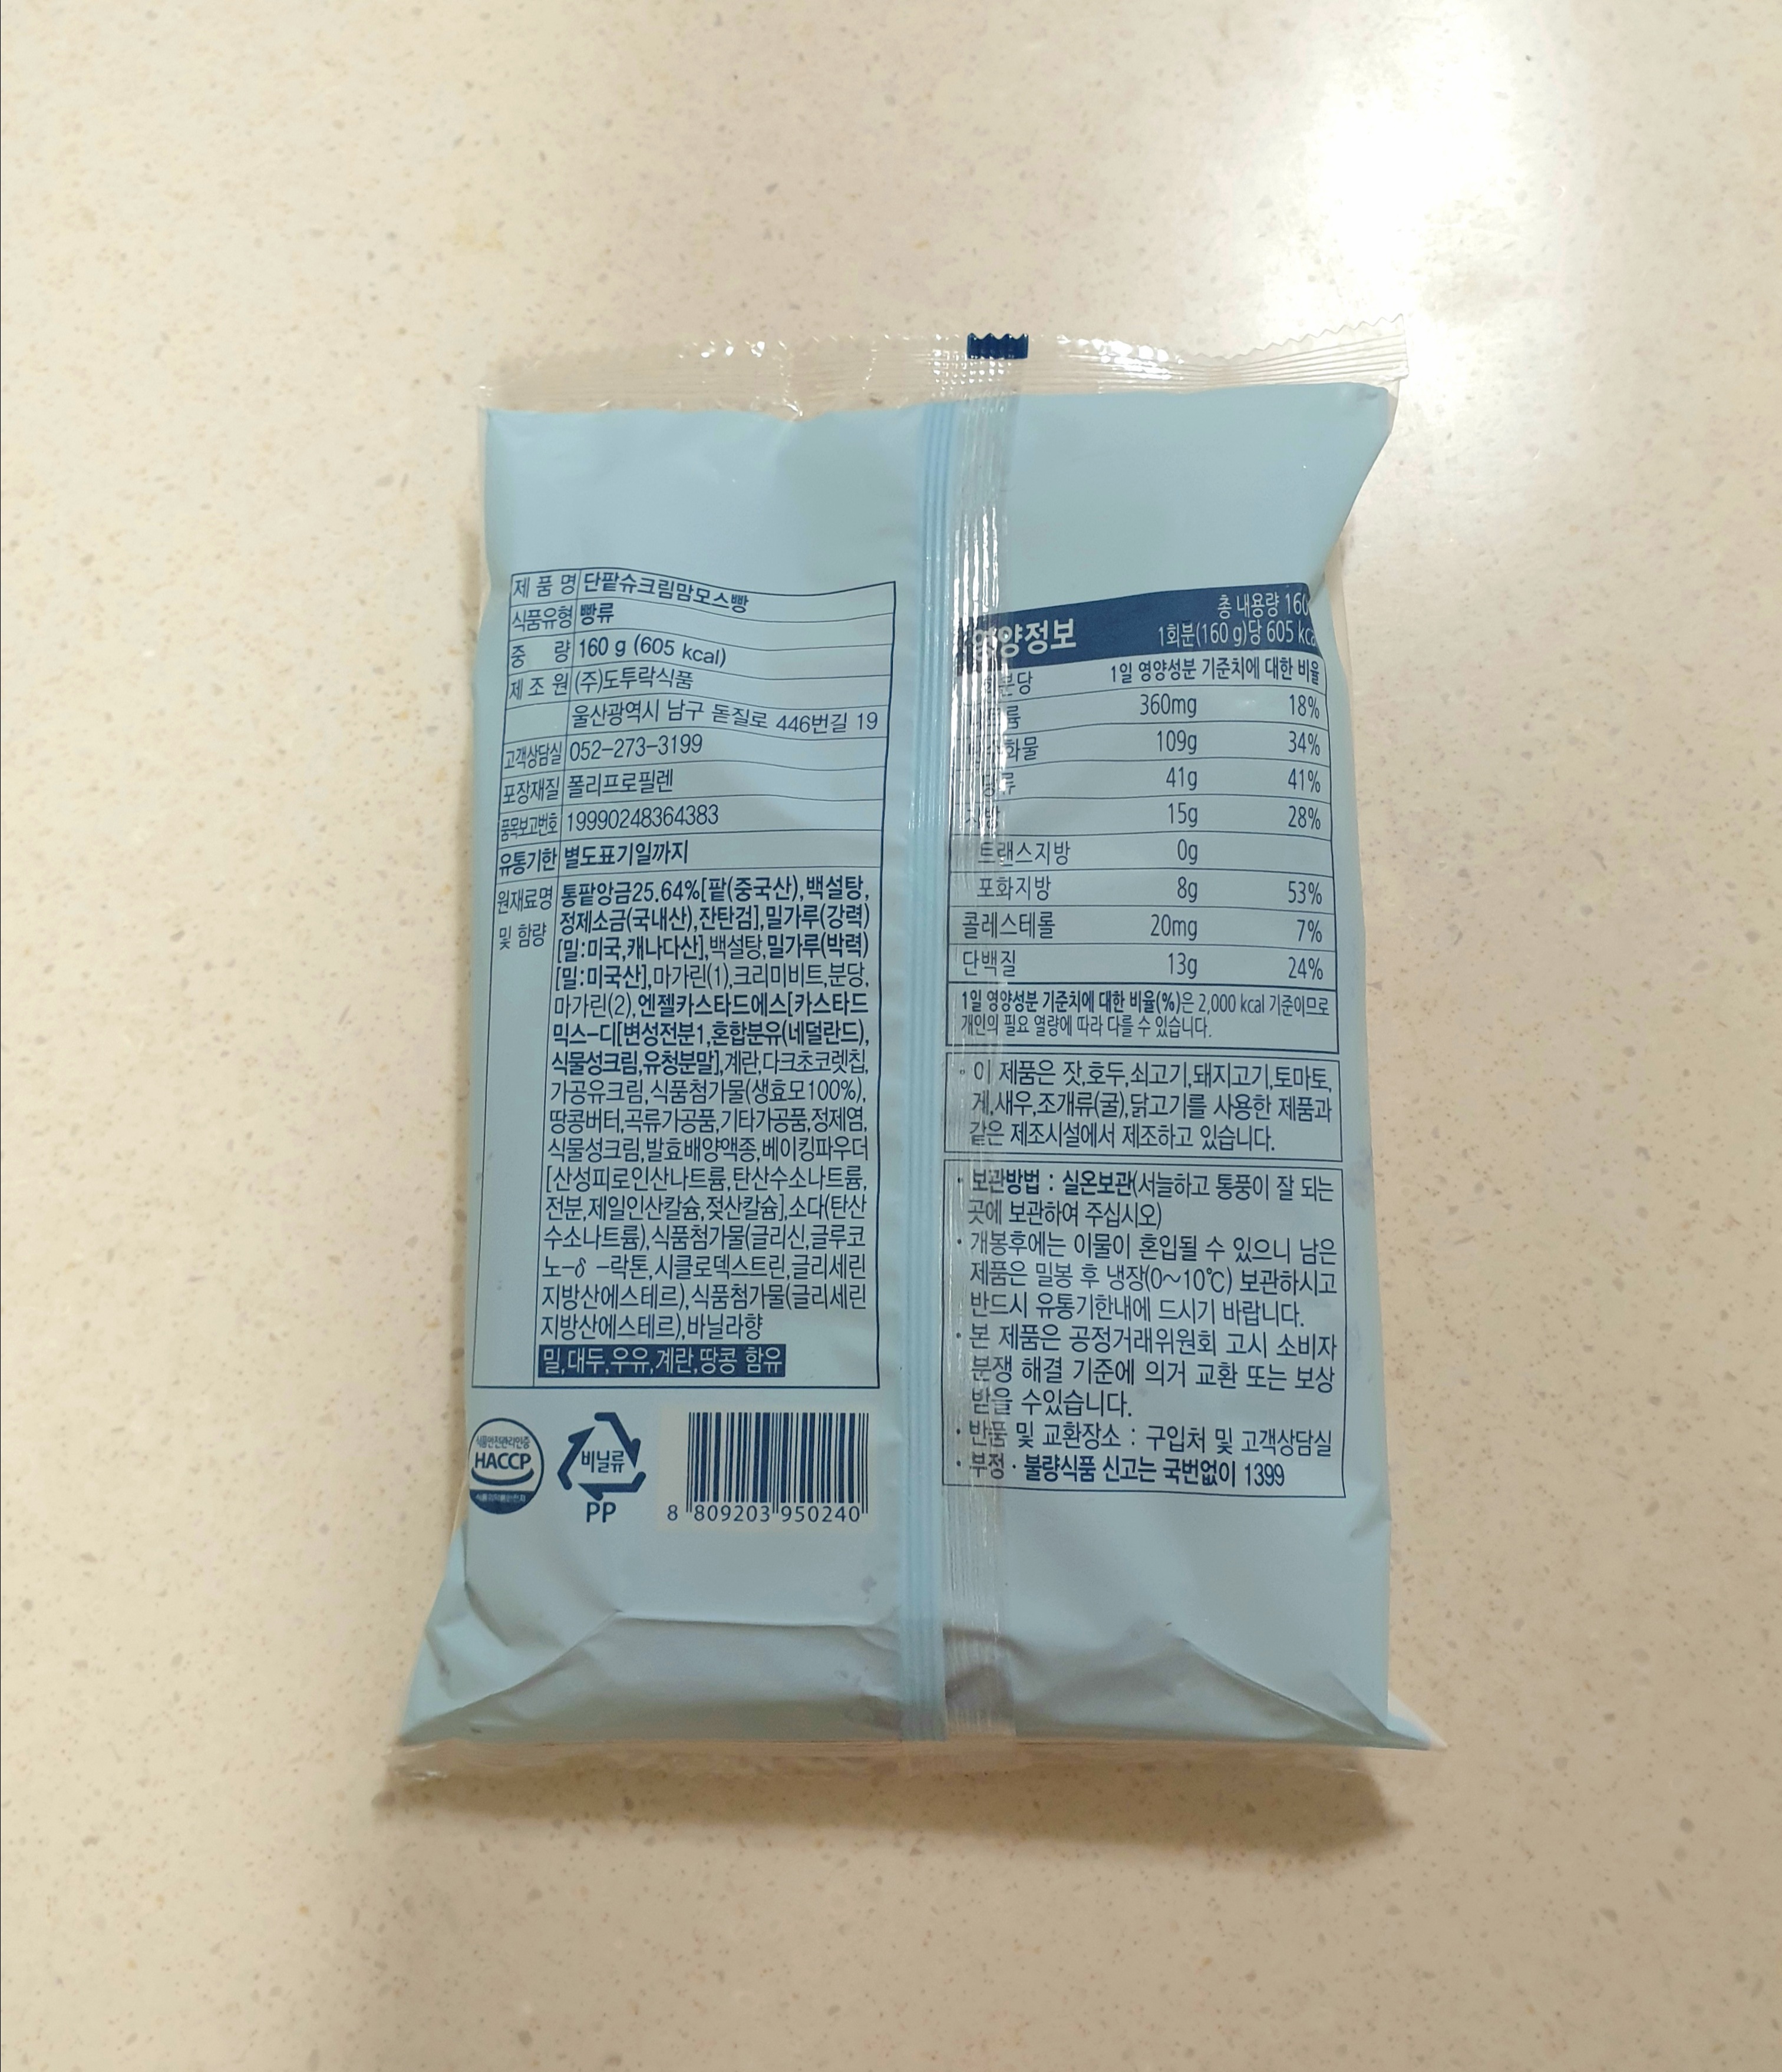 제 품 명 단팥슈크림맘모스빵
식품유형 빵류
중 량 160 g (605 kcal)
제 조 원 (주)도투락식품
울산광역시 남구 돋질로 446번길 19
고객상담실 052-273-3199
포장재질 폴리프로필렌
품목보고번호 19990248364383
유통기한 별도표기일까지
원재료명 통팥앙금25.64%[팥(중국산),백설탕,
및 함량 정제소금(국내산),잔탄검],밀가루(강력)
[밀:미국,캐나다산],백설탕,밀가루(박력)
[밀:미국산],마가린(1),크리미비트,분당,
마가린(2),엔젤카스타드에스[카스타드
믹스-디[변성전분1,혼합분유(네덜란드),
식물성크림,유청분말],계란,다크초코렛칩,
가공유크림,식품첨가물(생효모100%),
땅콩버터,곡류가공품,기타가공품,정제염,
식물성크림,발효배양액종,베이킹파우더
[산성피로인산나트륨,탄산수소나트륨,
전분,제일인산칼슘,젖산칼슘],소다(탄산
수소나트륨),식품첨가물(글리신,글루코
노-δ -락톤,시클로덱스트린,글리세린
지방산에스테르),식품첨가물(글리세린
지방산에스테르),바닐라향
밀,대두,우유,계란,땅콩 함유
식품안전관리인증
HACCP
비닐류
PP
8 809203 950240
총 내용량 160
영양정보 1회분(160 g)당 605 kca
1일 영양성분 기준치에 대한 비율
360mg 18%
109g 34%
당류 41g 41%
지방 15g 28%
트랜스지방 0g
포화지방 8g 53%
콜레스테롤 20mg 7%
단백질 13g 24%
1일 영양성분 기준치에 대한 비율(%)은 2,000 kcal 기준이므로
개인의 필요 열량에 따라 다를 수 있습니다.
• 이 제품은 잣,호두,쇠고기,돼지고기,토마토,
게,새우,조개류(굴),닭고기를 사용한 제품과
같은 제조시설에서 제조하고 있습니다.
• 보관방법 : 실온보관(서늘하고 통풍이 잘 되는
곳에 보관하여 주십시오)
• 개봉후에는 이물이 혼입될 수 있으니 남은
제품은 밀봉 후 냉장(0~10℃) 보관하시고
반드시 유통기한내에 드시기 바랍니다.
• 본 제품은 공정거래위원회 고시 소비자
분쟁 해결 기준에 의거 교환 또는 보상
받을 수있습니다.
• 반품 및 교환장소 : 구입처 및 고객상담실
• 부정 · 불량식품 신고는 국번없이 1399